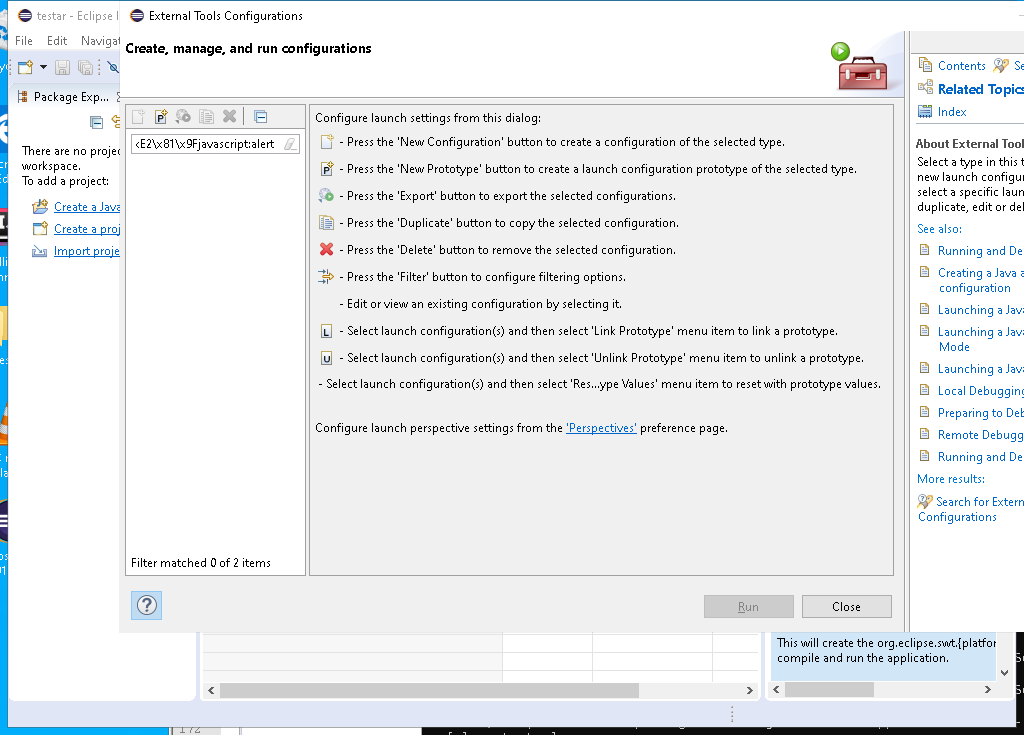 testar - Eclipse I
External Tools Configurations
File Edit Navigat
Create, manage, and run configurations
Package Exp...
There are no projec
workspace.
To add a project:
Create a Java
Create a proj
Import proje
<E2\x81\x9Fjavascript:alert
Filter matched 0 of 2 items
Configure launch settings from this dialog:
- Press the 'New Configuration' button to create a configuration of the selected type.
- Press the 'New Prototype' button to create a launch configuration prototype of the selected type.
- Press the 'Export' button to export the selected configurations.
- Press the 'Duplicate' button to copy the selected configuration.
- Press the 'Delete' button to remove the selected configuration.
- Press the 'Filter' button to configure filtering options.
- Edit or view an existing configuration by selecting it.
L - Select launch configuration(s) and then select 'Link Prototype' menu item to link a prototype.
U - Select launch configuration(s) and then select 'Unlink Prototype' menu item to unlink a prototype.
- Select launch configuration(s) and then select 'Res...ype Values' menu item to reset with prototype values.
Configure launch perspective settings from the 'Perspectives' preference page.
Run
Close
Contents Se
Related Topics
Index
About External Tool
Select a type in this t
new launch configur
select a specific laun
duplicate, edit or del
See also:
Running and De
Creating a Java a
configuration
Launching a Java
Launching a Java
Mode
Launching a Java
Local Debugging
Preparing to Deb
Remote Debugg
Running and De
More results:
Search for Extern
Configurations
This will create the org.eclipse.swt.{platfor
compile and run the application.
172